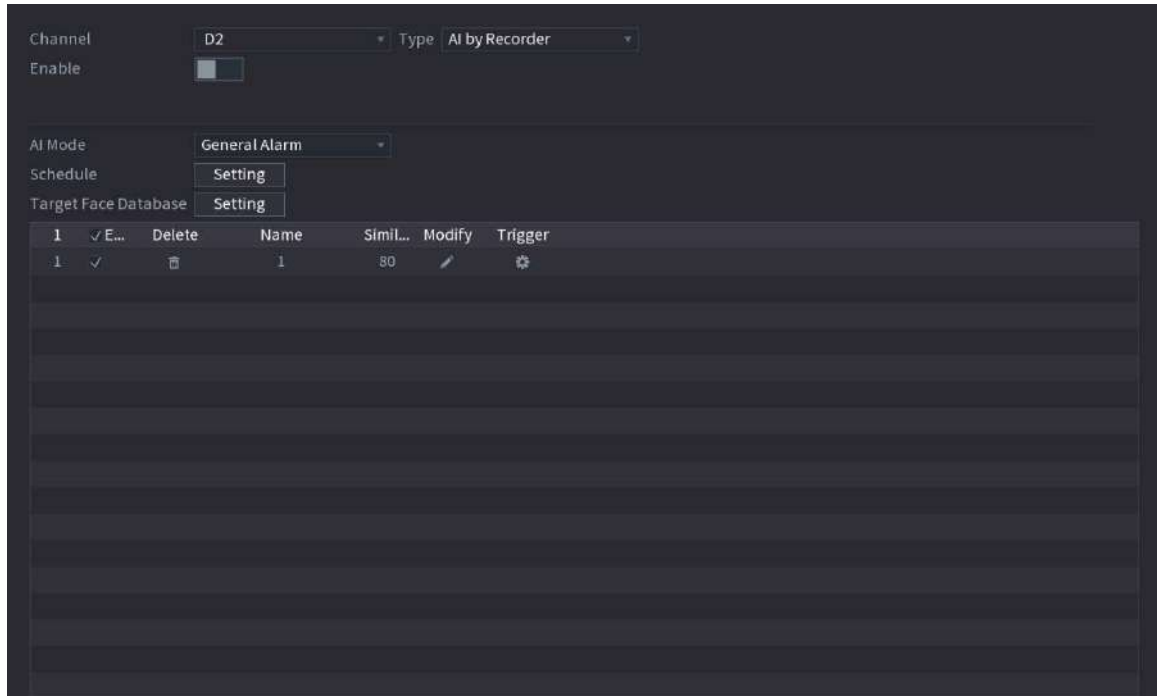 Channel D2 Type AI by Recorder
Enable
AI Mode General Alarm
Schedule Setting
Target Face Database Setting
1 E... Delete Name Simil... Modify Trigger
1 1 80